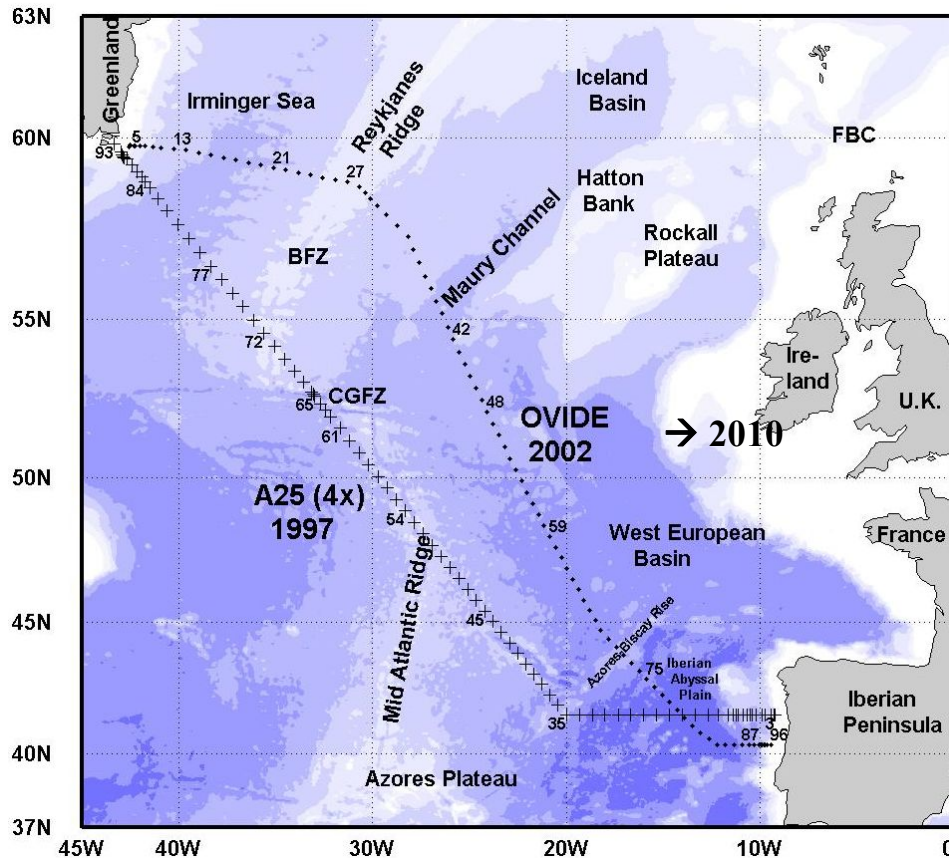 63N
Greenland
Irminger Sea
Reykjanes
Ridge
Iceland
Basin
60N
5
13
93
21
FBC
84
27
Hatton
Bank
Rockall
Plateau
BFZ
Maury Channel
77
55N
42
72
Ire-
land
CGFZ
65
48
U.K.
61
OVIDE
2002
→ 2010
50N
A25 (4x)
1997
54
59
West European
Basin
France
Mid Atlantic Ridge
45N
45
Azores-Biscay Rise
75
Iberian
Abyssal
Plain
Iberian
Peninsula
35
3
87
96
40N
Azores Plateau
37N
45W
40W
30W
20W
10W